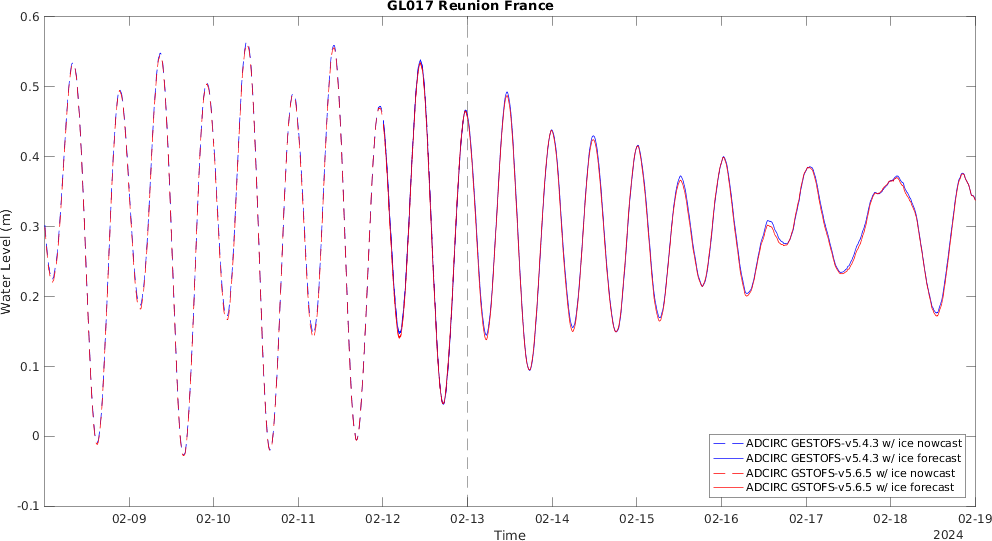 GL017 Reunion France
0.6
0.5
0.4
0.3
0.2
0.1
0
-0.1
Water Level (m)
ADCIRC GESTOFS-v5.4.3 w/ ice nowcast
ADCIRC GESTOFS-v5.4.3 w/ ice forecast
ADCIRC GSTOFS-v5.6.5 w/ ice nowcast
ADCIRC GSTOFS-v5.6.5 w/ ice forecast
02-09 02-10 02-11 02-12 02-13 02-14 02-15 02-16 02-17 02-18 02-19
Time
2024